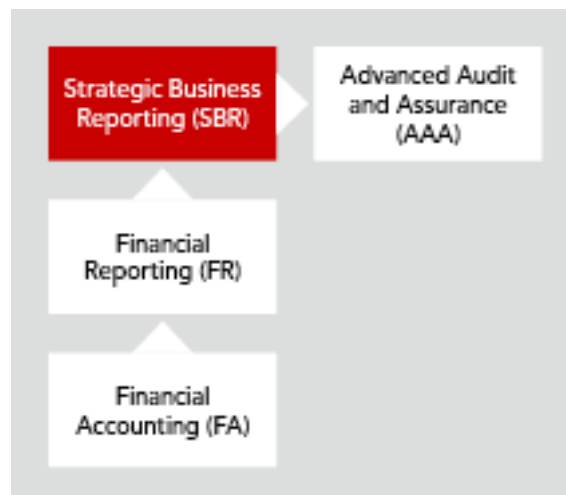 Strategic Business
Reporting (SBR)
Advanced Audit
and Assurance
(AAA)
Financial
Reporting (FR)
Financial
Accounting (FA)